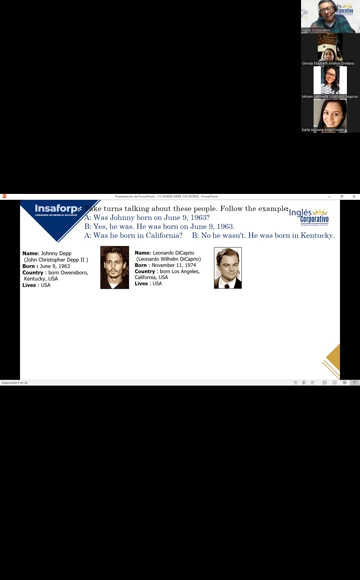 Presentación de PowerPoint
Insaforp
ke turns talking about these people. Follow the example.
Inglés
Corporativo
A: Was Johnny born on June 9, 1963?
B: Yes, he was. He was born on June 9, 1963.
A: Was he born in California? B: No he wasn't. He was born in Kentucky.
Name: Johnny Depp
(John Christopher Depp II )
Born : June 9, 1963
Country : born Owensboro,
Kentucky, USA
Lives : USA
Name: Leonardo DiCaprio
(Leonardo Wilhelm DiCaprio)
Born : November 11, 1974
Country : born Los Angeles,
California, USA
Lives : USA